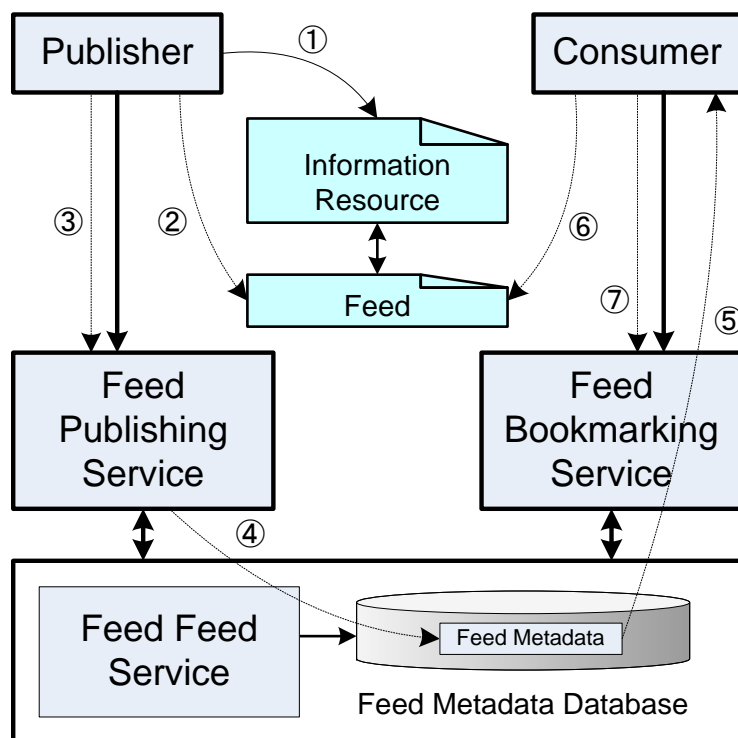 Publisher
①
Consumer
Information
Resource
③
②
⑥
Feed
⑦
⑤
Feed
Publishing
Service
Feed
Bookmarking
Service
④
Feed Feed
Service
Feed Metadata
Feed Metadata Database